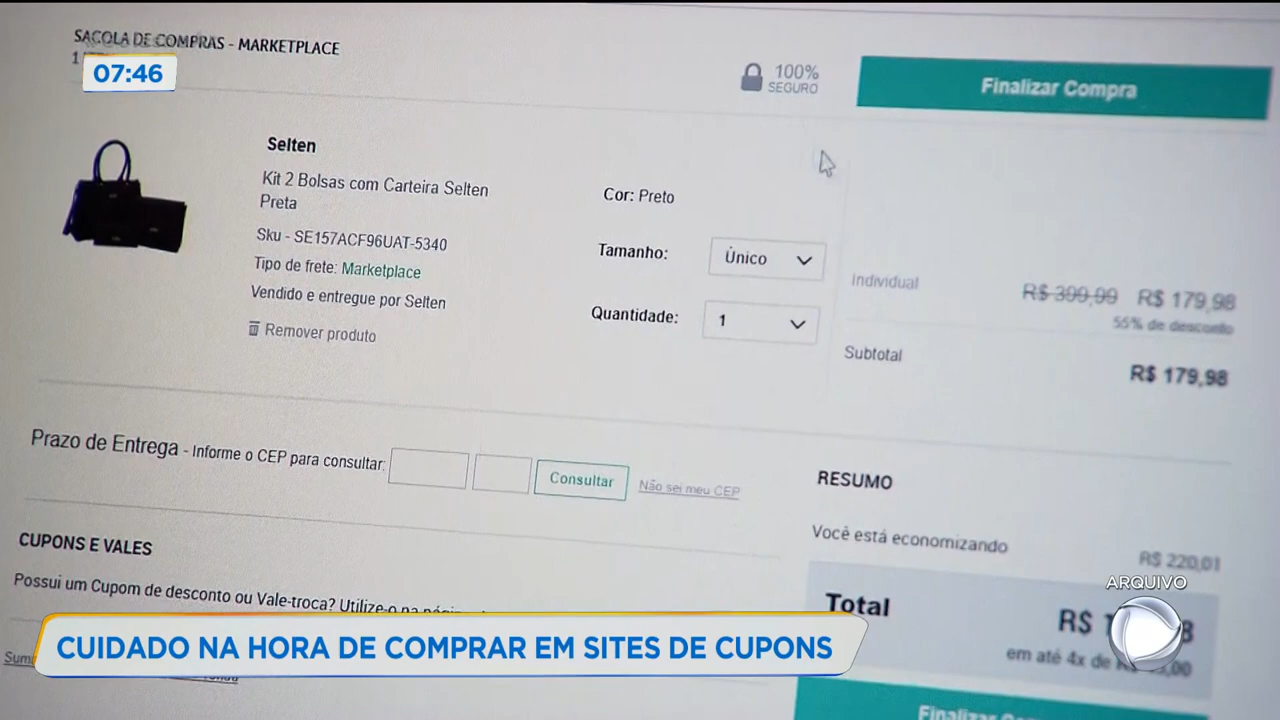 SACOLA DE COMPRAS - MARKETPLACE
1
07:46
100%
SEGURO
Finalizar Compra
Selten
Kit 2 Bolsas com Carteira Selten
Preta
Sku - SE157ACF96UAT-5340
Tipo de frete: Marketplace
Vendido e entregue por Selten
Remover produto
Cor: Preto
Tamanho: Único
Quantidade: 1
Individual R$ 399,99 R$ 179,98
55% de desconto
Subtotal
R$ 179,98
Prazo de Entrega - Informe o CEP para consultar: Consultar Não sei meu CEP
RESUMO
Você está economizando
R$ 220,01
CUPONS E VALES
Possui um Cupom de desconto ou Vale-troca? Utilize-o na
ARQUIVO
Total
R$
em até 4x de
Finalizar
CUIDADO NA HORA DE COMPRAR EM SITES DE CUPONS